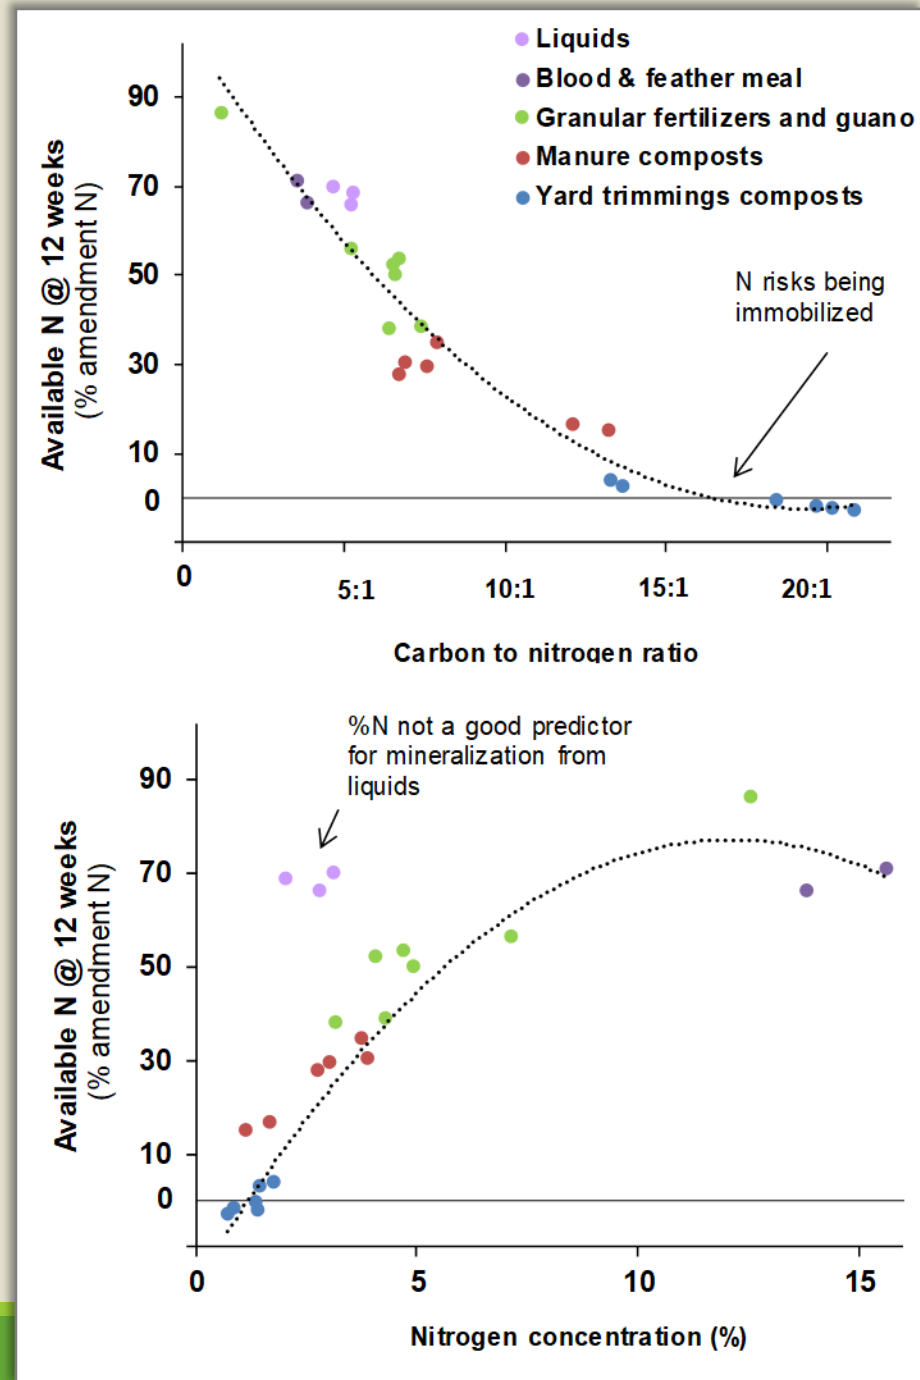 Liquids
Blood & feather meal
Granular fertilizers and guano
Manure composts
Yard trimmings composts
Available N @ 12 weeks
(% amendment N)
90
70
50
30
10
0
N risks being
immobilized
0
5:1
10:1
15:1
20:1
Carbon to nitrogen ratio
%N not a good predictor
for mineralization from
liquids
Available N @ 12 weeks
(% amendment N)
90
70
50
30
10
0
0
5
10
15
Nitrogen concentration (%)